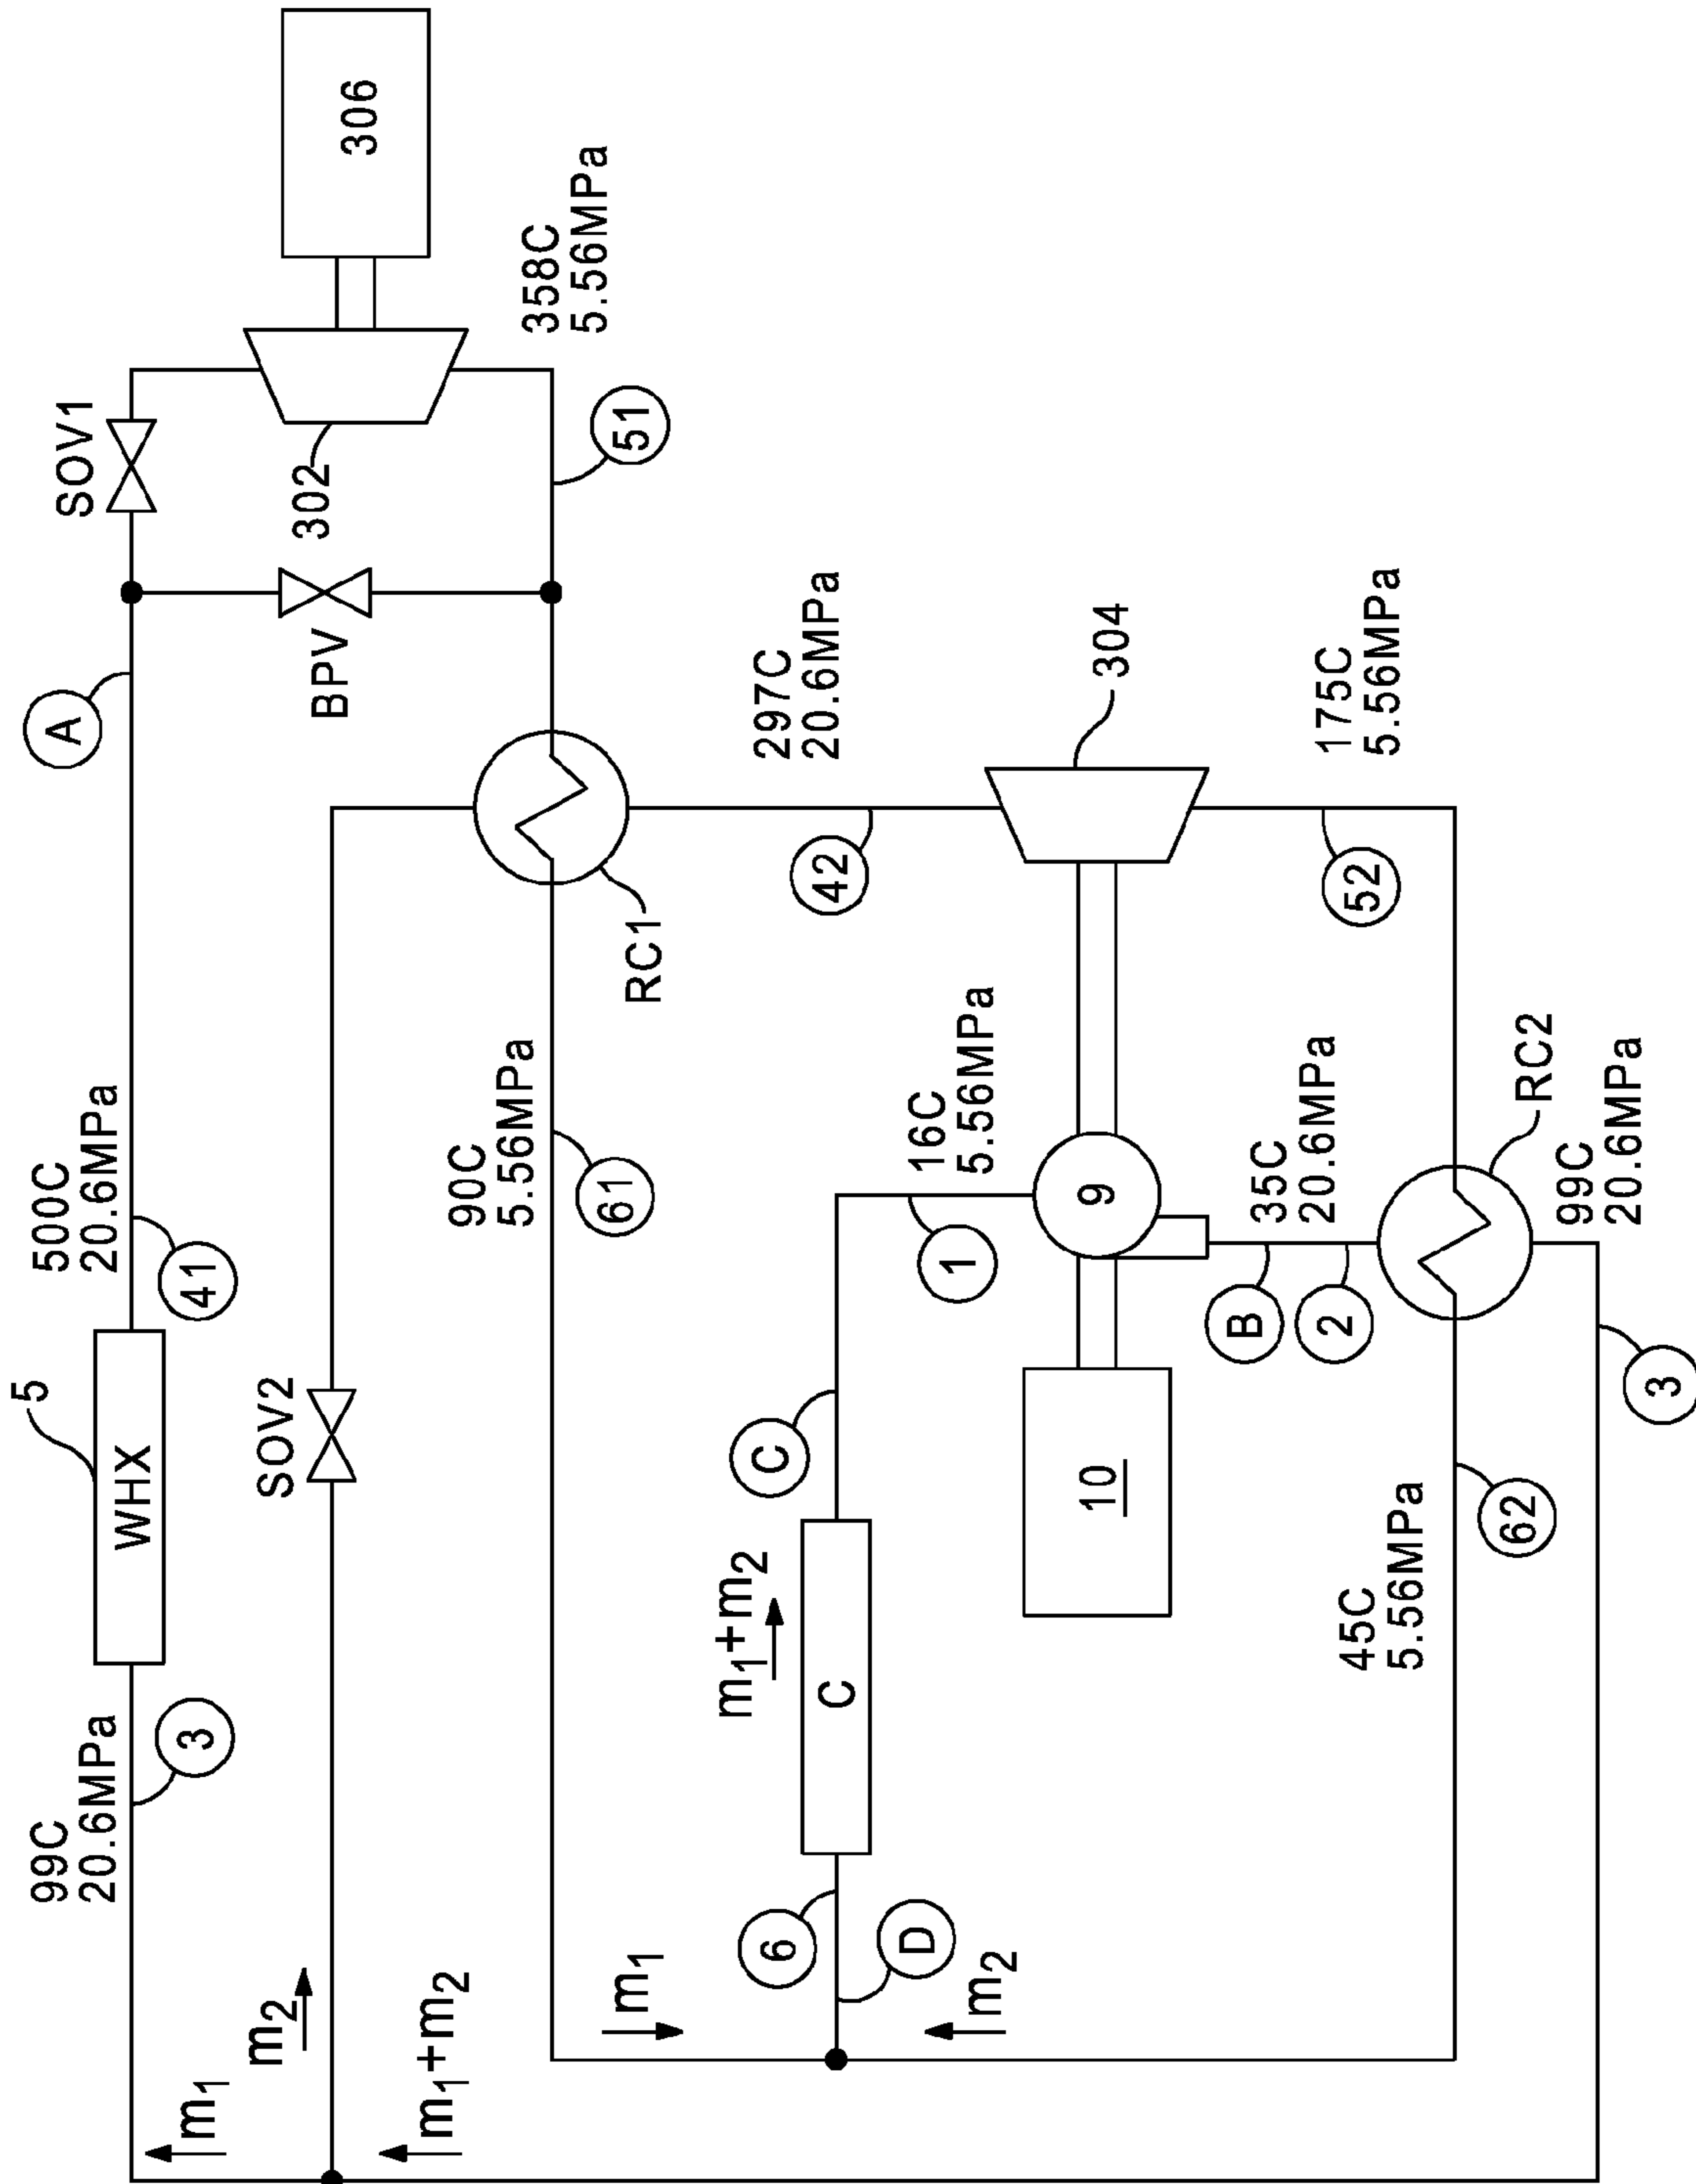 99C
20.6MPa
3
WHX
5
500C
20.6MPa
41
A
SOV1
306
302
BPV
358C
5.56MPa
51
m1
m2
m1+m2
SOV2
90C
5.56MPa
61
RC1
297C
20.6MPa
42
304
175C
5.56MPa
52
m1
m2
6
D
C
m1+m2
C
16C
5.56MPa
1
9
10
35C
20.6MPa
B
2
RC2
99C
20.6MPa
3
45C
5.56MPa
62